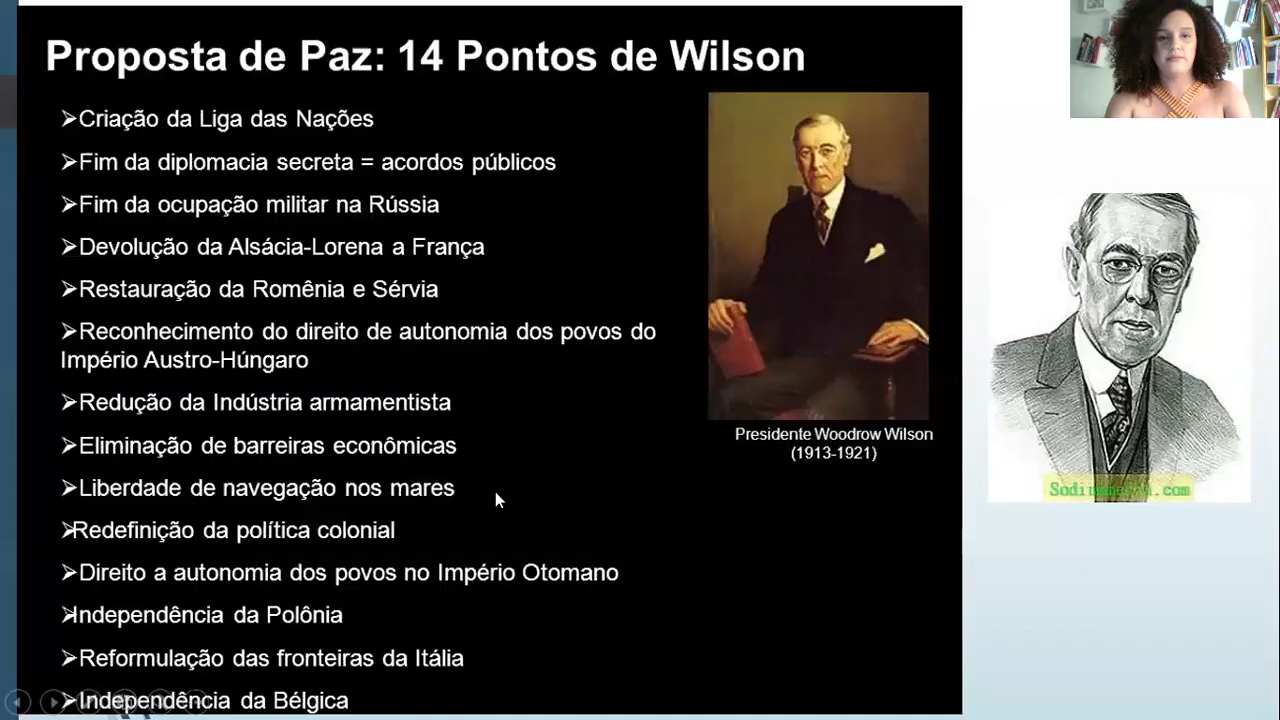 Proposta de Paz: 14 Pontos de Wilson
➢Criação da Liga das Nações
➢Fim da diplomacia secreta = acordos públicos
➢Fim da ocupação militar na Rússia
➢Devolução da Alsácia-Lorena a França
➢Restauração da Romênia e Sérvia
➢Reconhecimento do direito de autonomia dos povos do
Império Austro-Húngaro
➢Redução da Indústria armamentista
➢Eliminação de barreiras econômicas
➢Liberdade de navegação nos mares
➢Redefinição da política colonial
➢Direito a autonomia dos povos no Império Otomano
➢Independência da Polônia
➢Reformulação das fronteiras da Itália
➢Independência da Bélgica
Presidente Woodrow Wilson
(1913-1921)